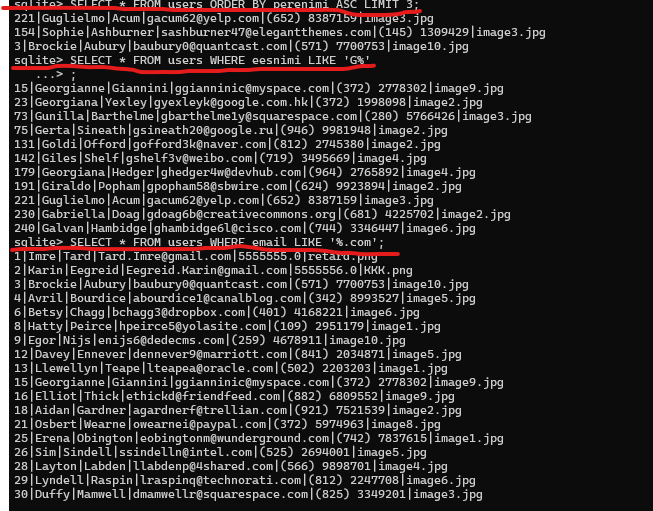 sqlite> SELECT * FROM users ORDER BY perenimi ASC LIMIT 3;
221|Guglielmo|Acum|gacum62@yelp.com|(652) 8387159|image3.jpg
154|Sophie|Ashburner|sashburner47@elegantthemes.com|(145) 1309429|image3.jpg
3|Brockie|Aubury|baubury0@quantcast.com|(571) 7700753|image10.jpg
sqlite> SELECT * FROM users WHERE eesnimi LIKE 'G%'
   ...> ;
15|Georgianne|Giannini|ggianninic@myspace.com|(372) 2778302|image9.jpg
23|Georgiana|Yexley|gyexleyk@google.com.hk|(372) 1998098|image2.jpg
73|Gunilla|Barthelme|gbarthelme1y@squarespace.com|(280) 5766426|image3.jpg
75|Gerta|Sineath|gsineath20@google.ru|(946) 9981948|image2.jpg
131|Goldi|Offord|gofford3k@naver.com|(812) 2745380|image2.jpg
142|Giles|Shelf|gshelf3v@weibo.com|(719) 3495669|image4.jpg
179|Georgiana|Hedger|ghedger4w@devhub.com|(964) 2765892|image4.jpg
191|Giraldo|Popham|gpopham58@sbwire.com|(624) 9923894|image2.jpg
221|Guglielmo|Acum|gacum62@yelp.com|(652) 8387159|image3.jpg
230|Gabriella|Doag|gdoag6b@creativecommons.org|(681) 4225702|image2.jpg
240|Galvan|Hambidge|ghambidge6l@cisco.com|(744) 3346447|image6.jpg
sqlite> SELECT * FROM users WHERE email LIKE '%.com';
1|Imre|Tard|Tard.Imre@gmail.com|5555555.0|retard.png
2|Karin|Eegreid|Eegreid.Karin@gmail.com|5555556.0|KKK.png
3|Brockie|Aubury|baubury0@quantcast.com|(571) 7700753|image10.jpg
4|Avril|Bourdice|abourdice1@canalblog.com|(342) 8993527|image5.jpg
6|Betsy|Chagg|bchagg3@dropbox.com|(401) 4168221|image6.jpg
8|Hatty|Peirce|hpeirce5@yolasite.com|(109) 2951179|image1.jpg
9|Egor|Nijs|enijs6@dedecms.com|(259) 4678911|image10.jpg
12|Davey|Ennever|dennever9@marriott.com|(841) 2034871|image5.jpg
13|Llewellyn|Teape|lteapea@oracle.com|(502) 2203203|image1.jpg
15|Georgianne|Giannini|ggianninic@myspace.com|(372) 2778302|image9.jpg
16|Elliot|Thick|ethickd@friendfeed.com|(882) 6809552|image9.jpg
18|Aidan|Gardner|agardnerf@trellian.com|(921) 7521539|image2.jpg
21|Osbert|Wearne|owearnei@paypal.com|(372) 5974963|image8.jpg
25|Erena|Obington|eobingtonm@wunderground.com|(742) 7837615|image1.jpg
26|Sim|Sindell|ssindelln@intel.com|(525) 2694001|image5.jpg
28|Layton|Labden|llabdenp@4shared.com|(566) 9898701|image4.jpg
29|Lyndell|Raspin|lraspinq@technorati.com|(812) 2247708|image6.jpg
30|Duffy|Mamwell|dmamwellr@squarespace.com|(825) 3349201|image3.jpg